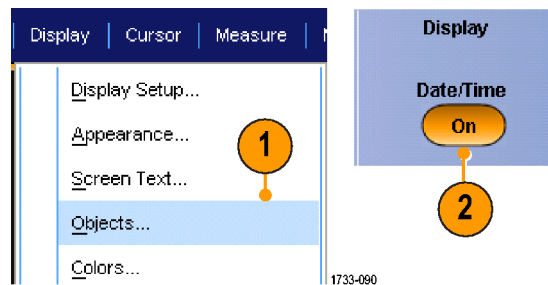 Display Cursor Measure
Display Setup...
Appearance...
Screen Text...
Objects...
Colors...
1
Display
Date/Time
On
2
1733-090